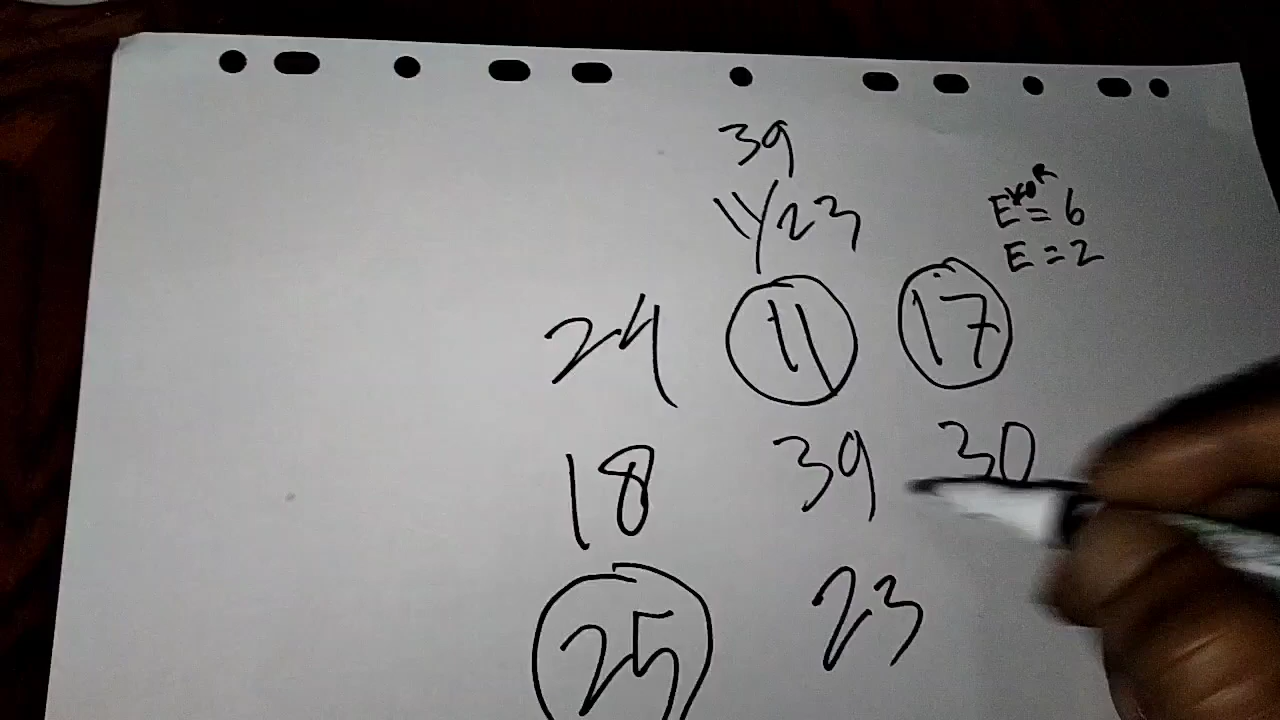 39
11/23
E = 6
E = 2
24 11 17
18 39 30
25 23